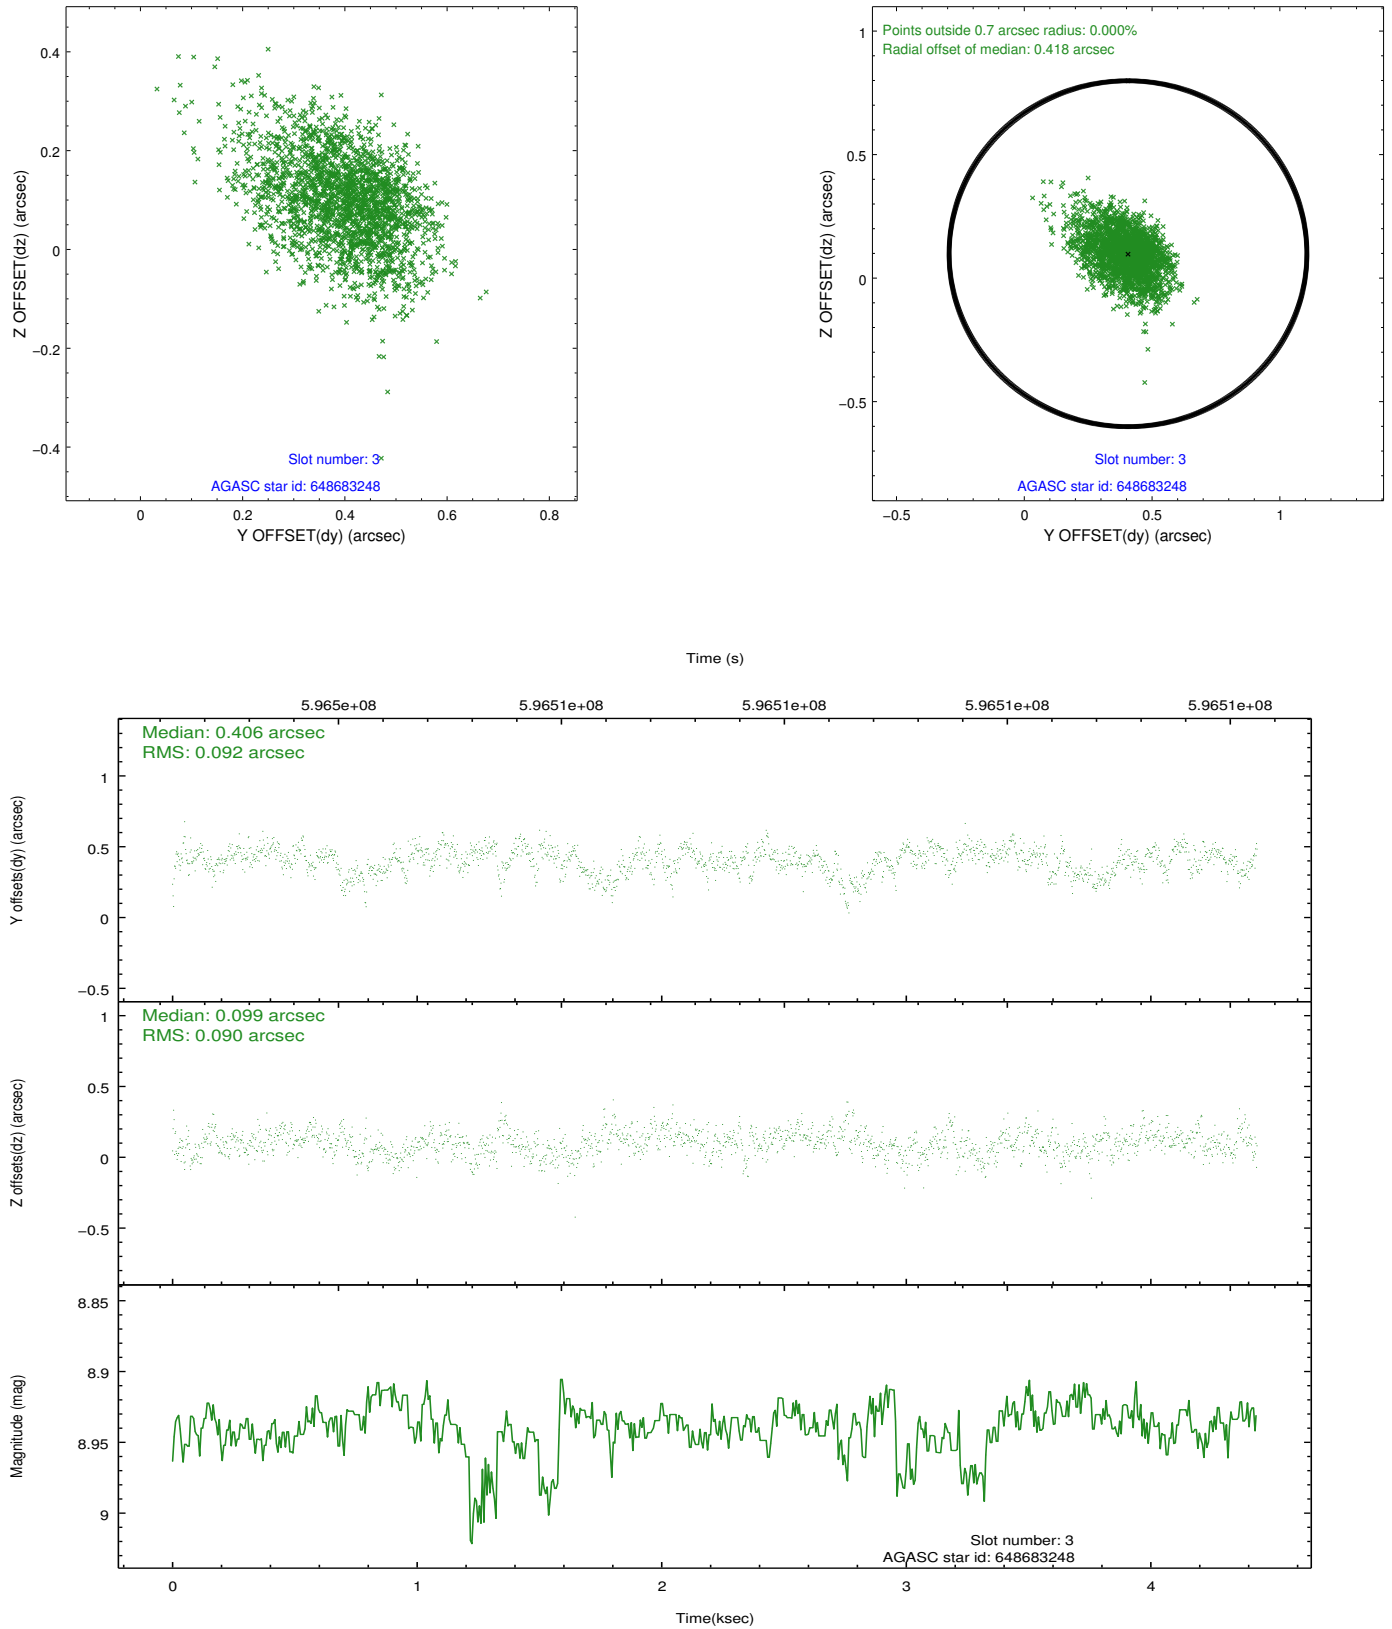 0.4
0.2
0
−0.2
−0.4
Z OFFSET(dz) (arcsec)
Slot number: 3
AGASC star id: 648683248
0 0.2 0.4 0.6 0.8
Y OFFSET(dy) (arcsec)
Points outside 0.7 arcsec radius: 0.000%
Radial offset of median: 0.418 arcsec
1
0.5
0
−0.5
Z OFFSET(dz) (arcsec)
Slot number: 3
AGASC star id: 648683248
−0.5 0 0.5 1
Y OFFSET(dy) (arcsec)
Time (s)
5.965e+08 5.9651e+08 5.9651e+08 5.9651e+08 5.9651e+08
Median: 0.406 arcsec
RMS: 0.092 arcsec
1
0.5
0
−0.5
Y offsets(dy) (arcsec)
Median: 0.099 arcsec
RMS: 0.090 arcsec
1
0.5
0
−0.5
Z offsets(dz) (arcsec)
8.85
8.9
8.95
9
Magnitude (mag)
Slot number: 3
AGASC star id: 648683248
0 1 2 3 4
Time(ksec)